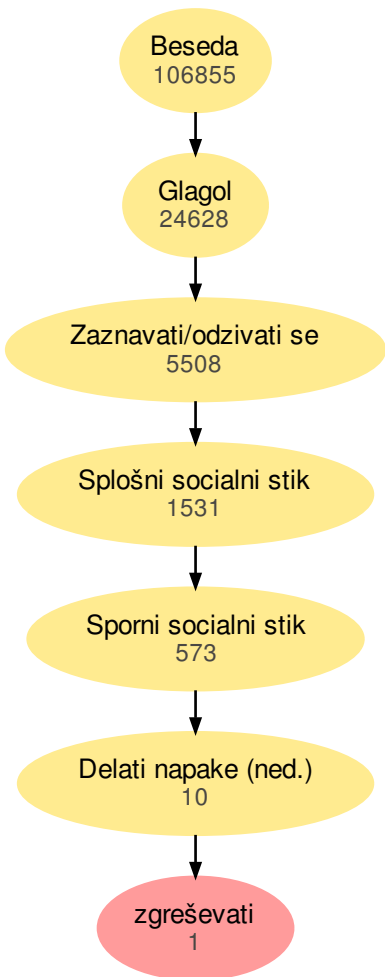 Beseda
106855
Glagol
24628
Zaznavati/odzivati se
5508
Splošni socialni stik
1531
Sporni socialni stik
573
Delati napake (ned.)
10
zgreševati
1